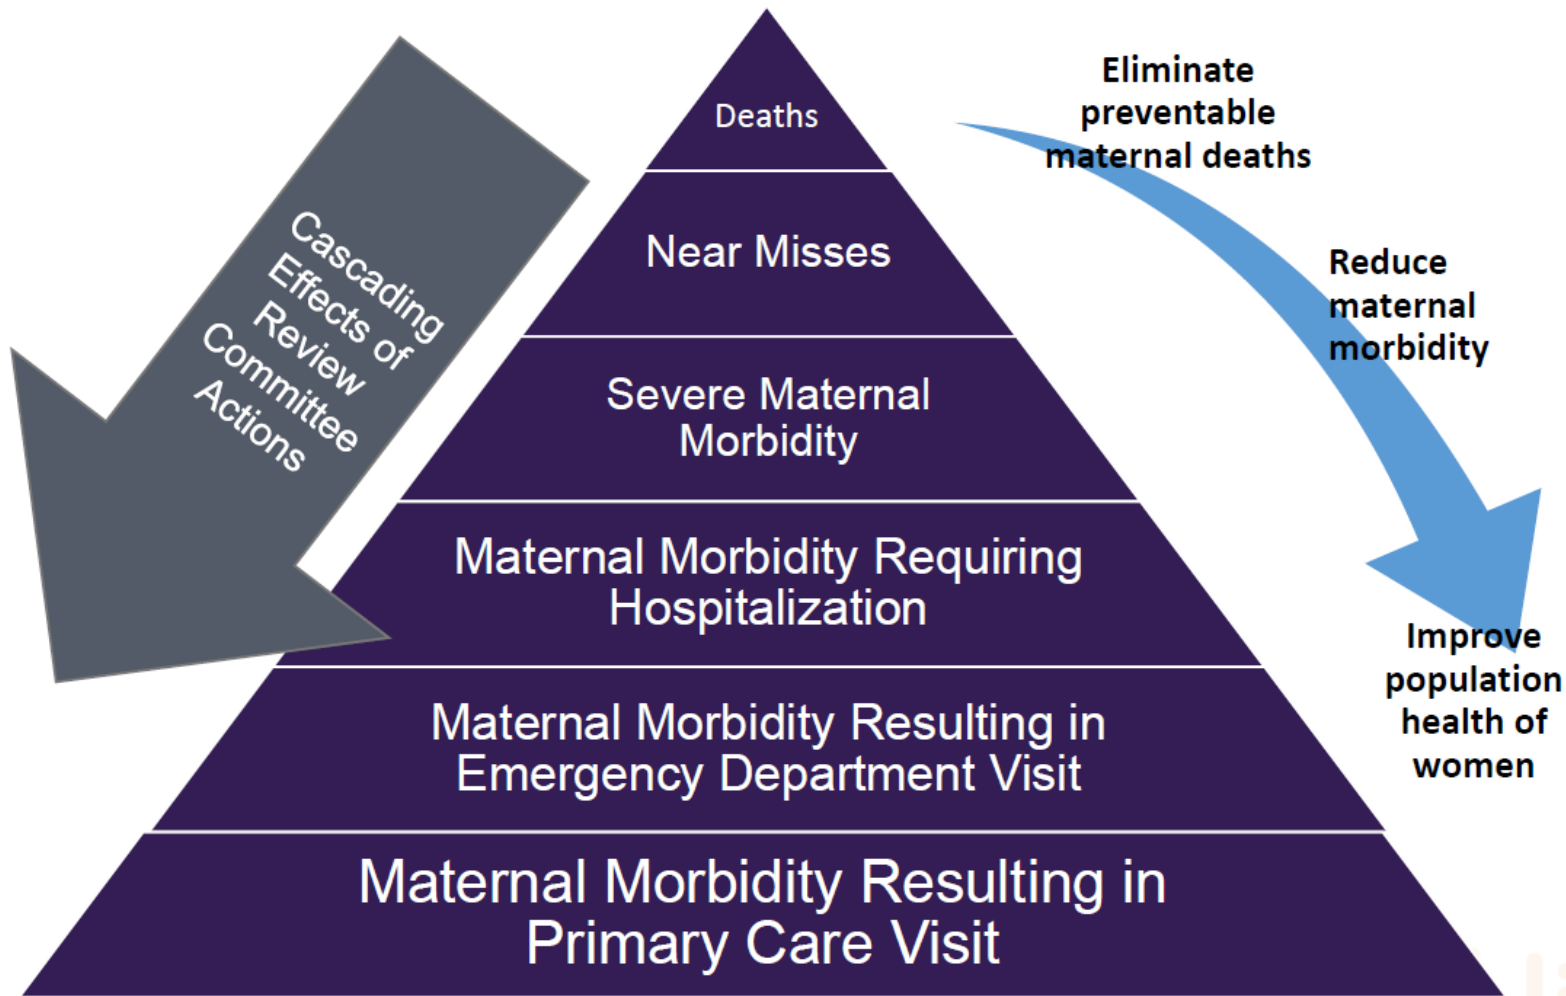 Deaths
Near Misses
Severe Maternal
Morbidity
Maternal Morbidity Requiring
Hospitalization
Maternal Morbidity Resulting in
Emergency Department Visit
Maternal Morbidity Resulting in
Primary Care Visit
Cascading
Effects of
Review
Committee
Actions
Eliminate
preventable
maternal deaths
Reduce
maternal
morbidity
Improve
population
health of
women